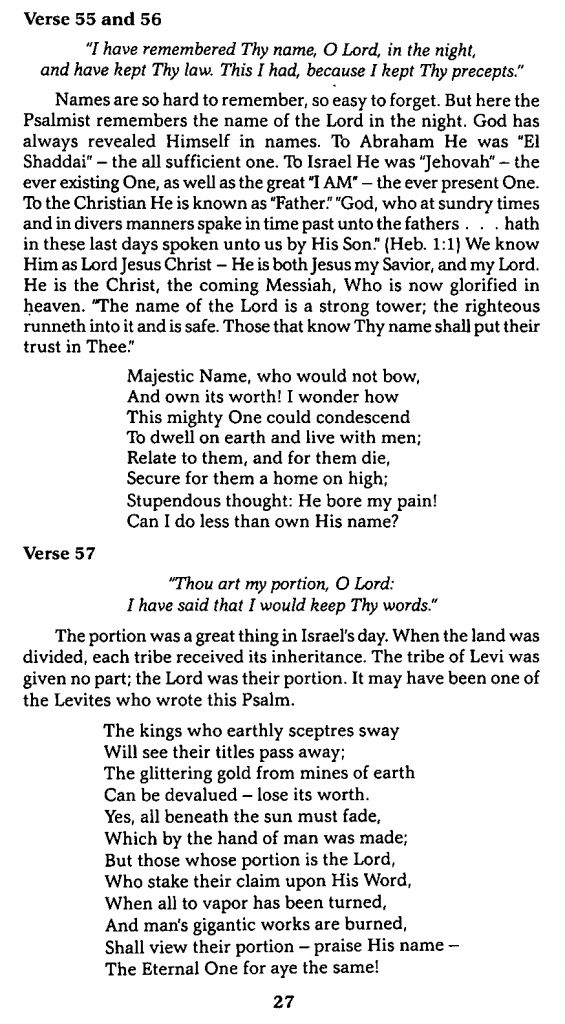 Verse 55 and 56
"I have remembered Thy name, O Lord, in the night,
and have kept Thy law. This I had, because I kept Thy precepts."
Names are so hard to remember, so easy to forget. But here the
Psalmist remembers the name of the Lord in the night. God has
always revealed Himself in names. To Abraham He was "El
Shaddai" – the all sufficient one. To Israel He was "Jehovah" – the
ever existing One, as well as the great "I AM" – the ever present One.
To the Christian He is known as "Father." "God, who at sundry times
and in divers manners spake in time past unto the fathers . . . hath
in these last days spoken unto us by His Son." (Heb. 1:1) We know
Him as Lord Jesus Christ – He is both Jesus my Savior, and my Lord.
He is the Christ, the coming Messiah, Who is now glorified in
heaven. "The name of the Lord is a strong tower; the righteous
runneth into it and is safe. Those that know Thy name shall put their
trust in Thee."
Majestic Name, who would not bow,
And own its worth! I wonder how
This mighty One could condescend
To dwell on earth and live with men;
Relate to them, and for them die,
Secure for them a home on high;
Stupendous thought: He bore my pain!
Can I do less than own His name?
Verse 57
"Thou art my portion, O Lord:
I have said that I would keep Thy words."
The portion was a great thing in Israel's day. When the land was
divided, each tribe received its inheritance. The tribe of Levi was
given no part; the Lord was their portion. It may have been one of
the Levites who wrote this Psalm.
The kings who earthly sceptres sway
Will see their titles pass away;
The glittering gold from mines of earth
Can be devalued – lose its worth.
Yes, all beneath the sun must fade,
Which by the hand of man was made;
But those whose portion is the Lord,
Who stake their claim upon His Word,
When all to vapor has been turned,
And man's gigantic works are burned,
Shall view their portion – praise His name –
The Eternal One for aye the same!
27